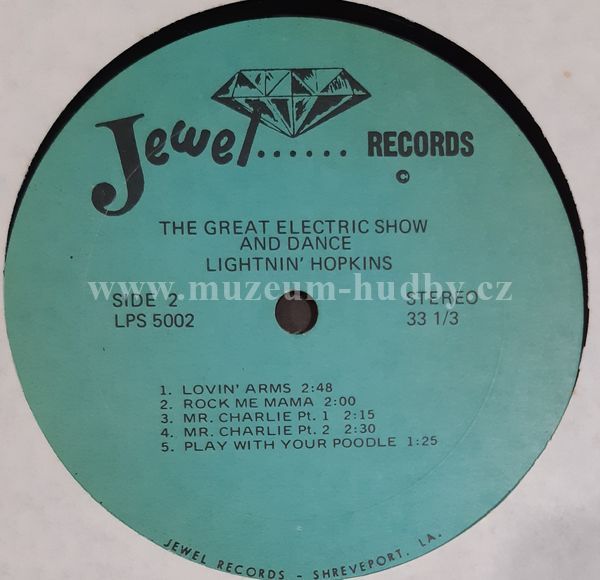 Jewel...... RECORDS
©
THE GREAT ELECTRIC SHOW
AND DANCE
LIGHTNIN' HOPKINS
www.muzeum-hudby.cz
SIDE 2 STEREO
LPS 5002 33 1/3
1. LOVIN' ARMS 2:48
2. ROCK ME MAMA 2:00
3. MR. CHARLIE Pt. 1 2:15
4. MR. CHARLIE Pt. 2 2:30
5. PLAY WITH YOUR POODLE 1:25
JEWEL RECORDS - SHREVEPORT, LA.